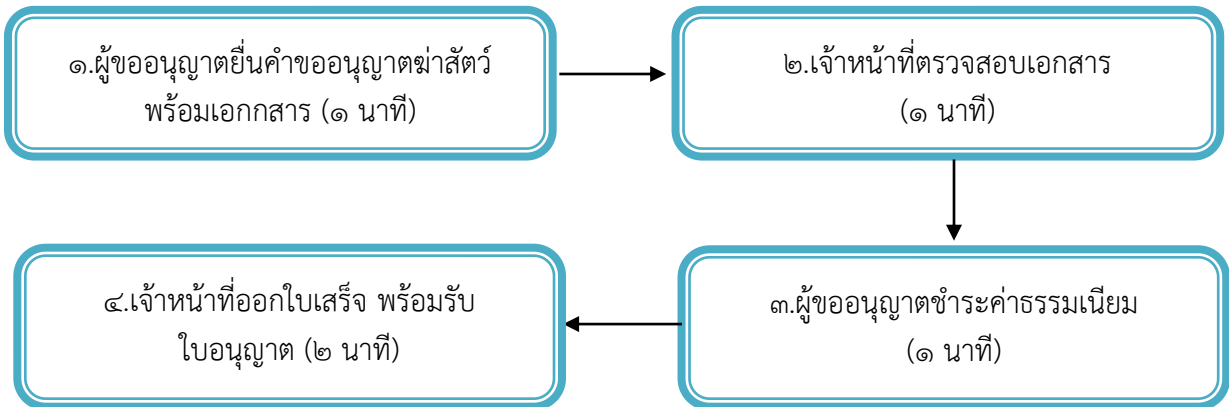 ๑.ผู้ขออนุญาตยื่นคำขออนุญาตฆ่าสัตว์
พร้อมเอกกสาร (๑ นาที)
๒.เจ้าหน้าที่ตรวจสอบเอกสาร
(๑ นาที)
๓.ผู้ขออนุญาตชำระค่าธรรมเนียม
(๑ นาที)
๔.เจ้าหน้าที่ออกใบเสร็จ พร้อมรับ
ใบอนุญาต (๒ นาที)